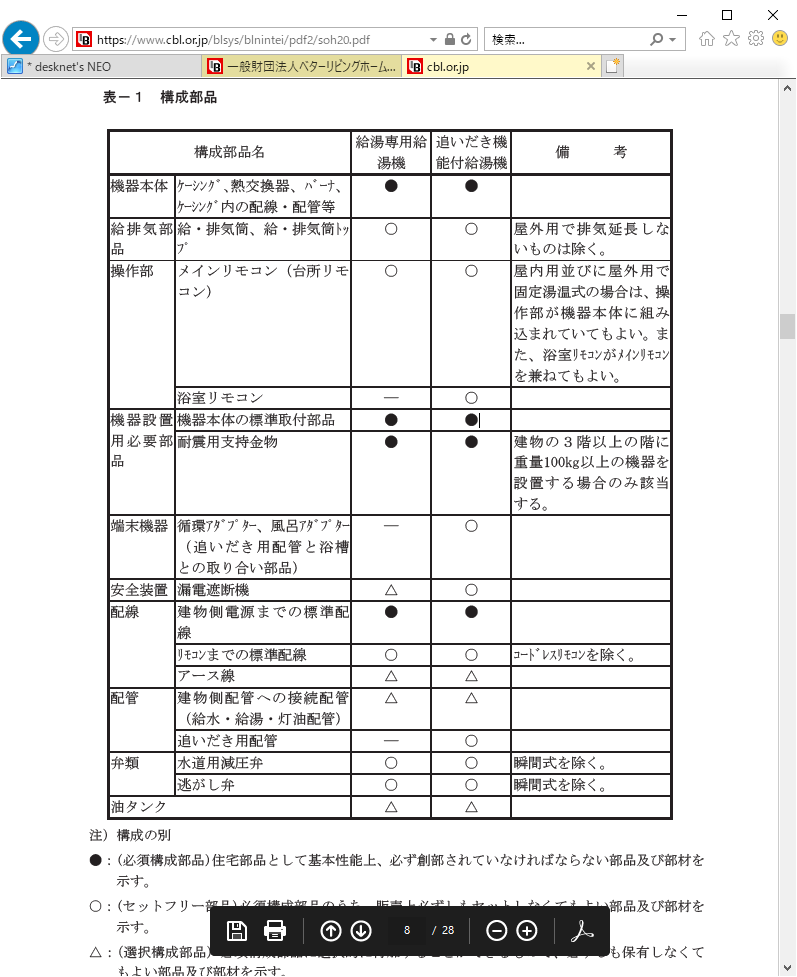 https://www.cbl.or.jp/blsys/blnintei/pdf2/soh20.pdf
検索...
* desknet's NEO
一般財団法人ベターリビングホーム...
cbl.or.jp
表－１　構成部品
構成部品名
給湯専用給
湯機
追いだき機
能付給湯機
備　　　考
機器本体
ｹｰｼﾝｸﾞ､熱交換器、ﾊﾞｰﾅ、
ｹｰｼﾝｸﾞ内の配線・配管等
●
●
給排気部
品
給・排気筒、給・排気筒ﾄｯ
ﾌﾟ
○
○
屋外用で排気延長しな
いものは除く。
操作部
メインリモコン（台所リモ
コン）
○
○
屋内用並びに屋外用で
固定湯温式の場合は、操
作部が機器本体に組み
込まれていてもよい。ま
た、浴室ﾘﾓｺﾝがﾒｲﾝﾘﾓｺﾝ
を兼ねてもよい。
浴室リモコン
―
○
機器設置
用必要部
品
機器本体の標準取付部品
●
●
耐震用支持金物
●
●
建物の３階以上の階に
重量100kg以上の機器を
設置する場合のみ該当
する。
端末機器
循環ｱﾀﾞﾌﾟﾀｰ、風呂ｱﾀﾞﾌﾟﾀｰ
（追いだき用配管と浴槽
との取り合い部品）
―
○
安全装置
漏電遮断機
△
○
配線
建物側電源までの標準配
線
●
●
ﾘﾓｺﾝまでの標準配線
○
○
ｺｰﾄﾞﾚｽﾘﾓｺﾝを除く。
アース線
△
△
配管
建物側配管への接続配管
（給水・給湯・灯油配管）
△
△
追いだき用配管
―
○
弁類
水道用減圧弁
○
○
瞬間式を除く。
逃がし弁
○
○
瞬間式を除く。
油タンク
△
△
注）構成の別
●：(必須構成部品)住宅部品として基本性能上、必ず創部されていなければならない部品及び部材を
示す。
○：(セットフリー部品)必須構成部品のうち、販売上必ずしもセットしなくてもよい部品及び部材を
示す。
8 / 28
△：(選択構成部品)
も保有しなくて
もよい部品及び部材を示す。